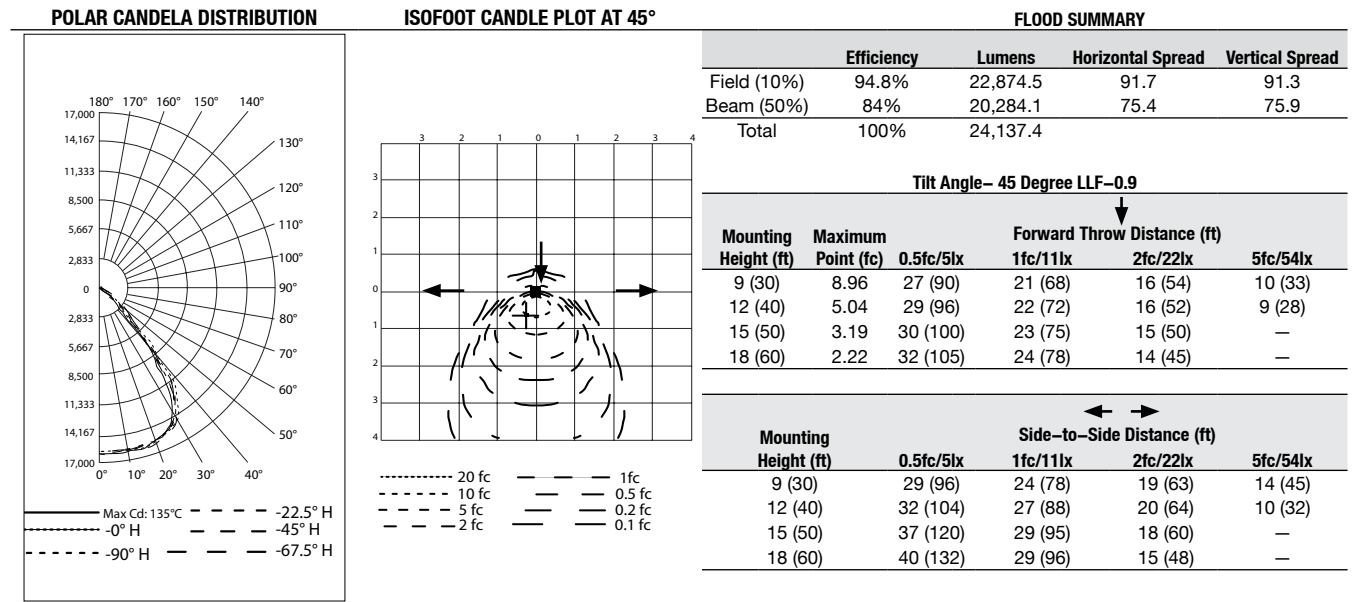 POLAR CANDELA DISTRIBUTION
180° 170° 160° 150° 140°
17,000
14,167
130°
11,333
120°
8,500
5,667
110°
2,833
100°
0
90°
2,833
80°
5,667
70°
8,500
60°
11,333
14,167
50°
17,000
0° 10° 20° 30° 40°
Max Cd: 135°C
-0° H
-90° H
-22.5° H
-45° H
-67.5° H
ISOFOOT CANDLE PLOT AT 45°
3 2 1 0 1 2 3 4
3
2
1
0
1
2
3
4
20 fc
10 fc
5 fc
2 fc
1fc
0.5 fc
0.2 fc
0.1 fc
FLOOD SUMMARY
Efficiency Lumens Horizontal Spread Vertical Spread
Field (10%) 94.8% 22,874.5 91.7 91.3
Beam (50%) 84% 20,284.1 75.4 75.9
Total 100% 24,137.4
Tilt Angle– 45 Degree LLF–0.9
Mounting Maximum Forward Throw Distance (ft)
Height (ft) Point (fc) 0.5fc/5lx 1fc/11lx 2fc/22lx 5fc/54lx
9 (30) 8.96 27 (90) 21 (68) 16 (54) 10 (33)
12 (40) 5.04 29 (96) 22 (72) 16 (52) 9 (28)
15 (50) 3.19 30 (100) 23 (75) 15 (50) —
18 (60) 2.22 32 (105) 24 (78) 14 (45) —
Mounting Side–to–Side Distance (ft)
Height (ft) 0.5fc/5lx 1fc/11lx 2fc/22lx 5fc/54lx
9 (30) 29 (96) 24 (78) 19 (63) 14 (45)
12 (40) 32 (104) 27 (88) 20 (64) 10 (32)
15 (50) 37 (120) 29 (95) 18 (60) —
18 (60) 40 (132) 29 (96) 15 (48) —